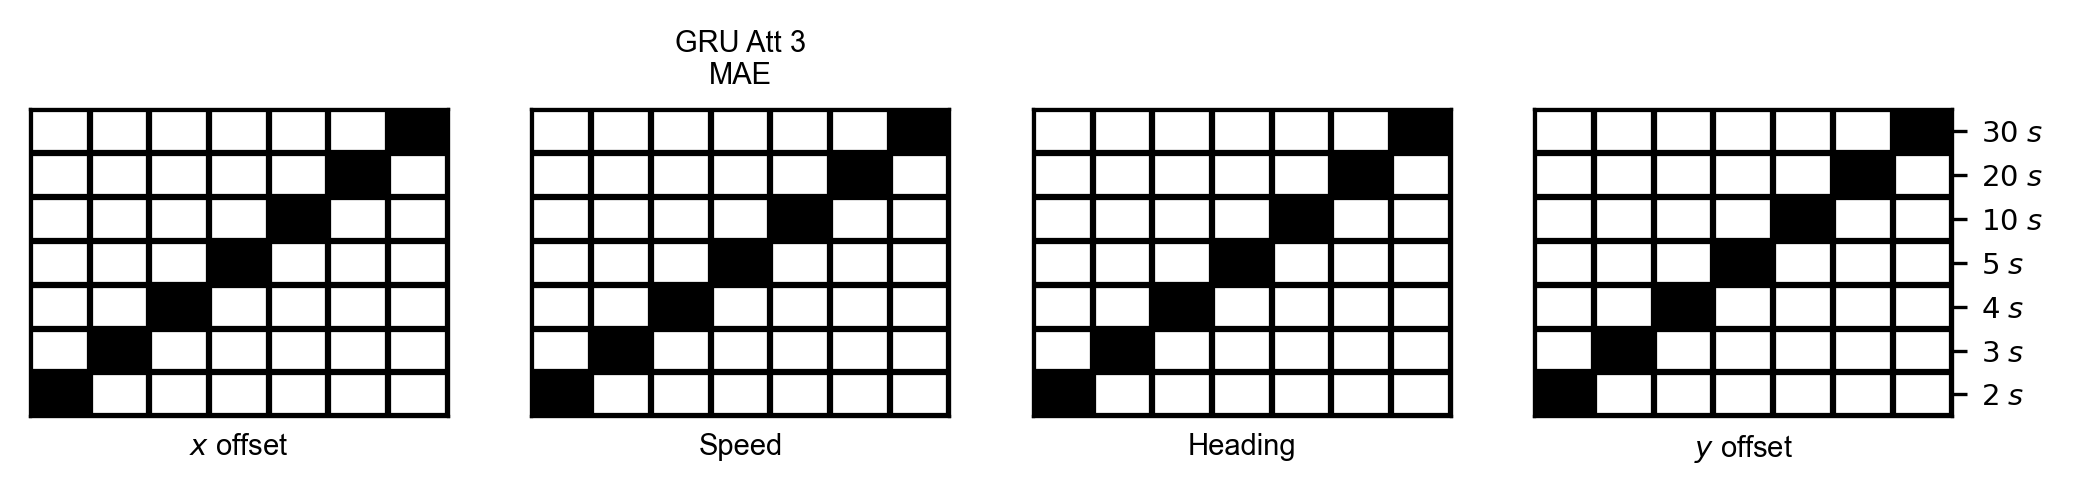 GRU Att 3
MAE
30 s
20 s
10 s
5 s
4 s
3 s
2 s
x offset
Speed
Heading
y offset